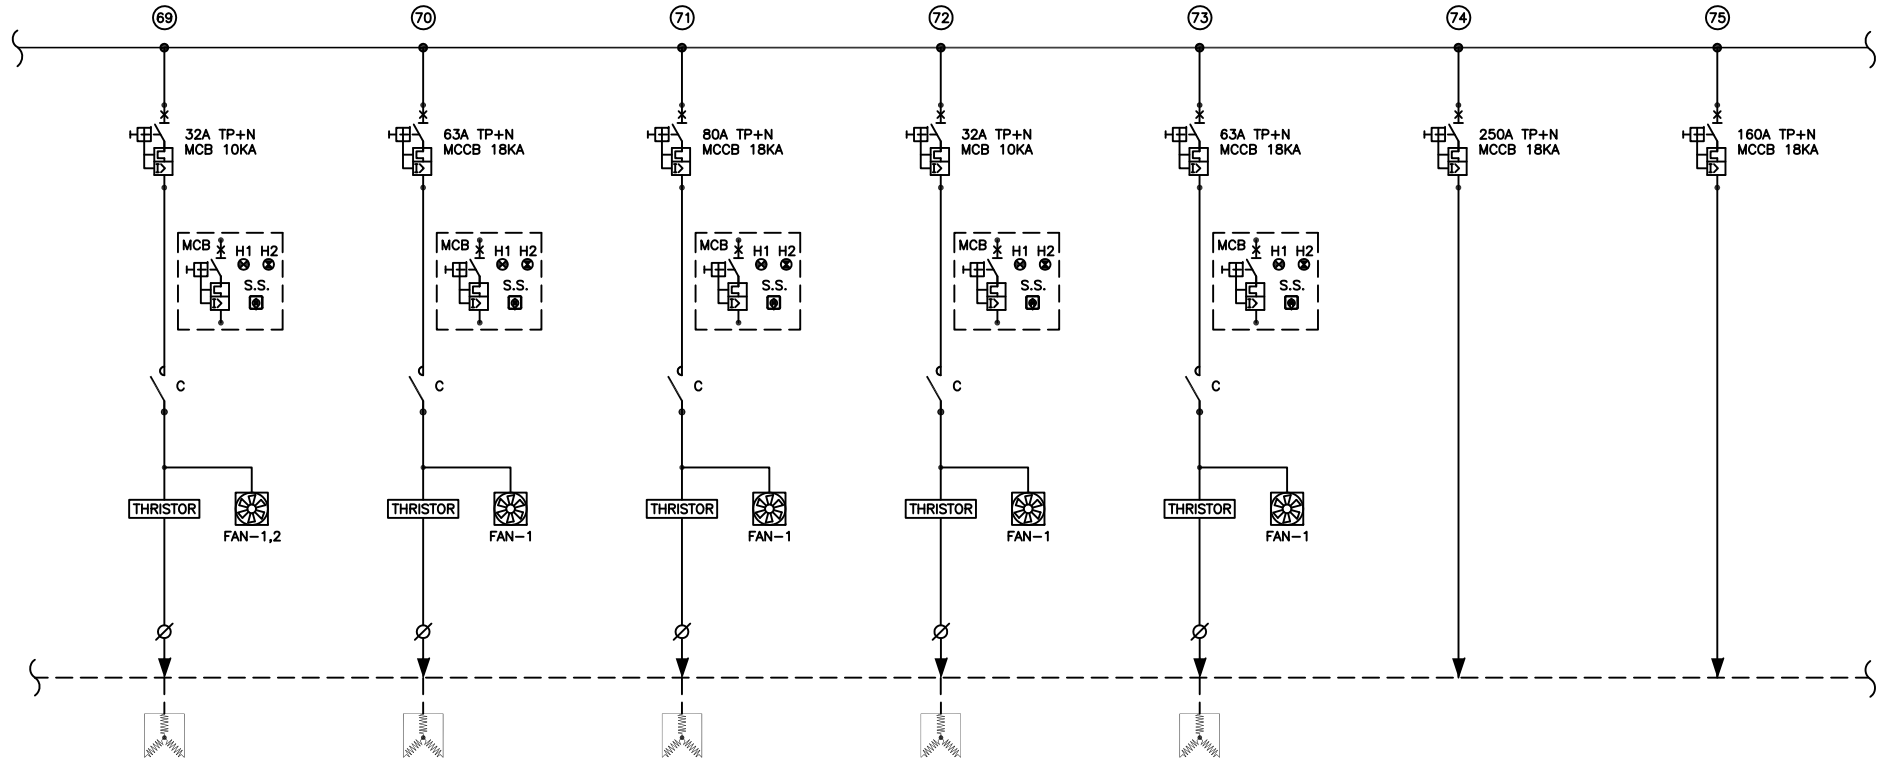 69 70 71 72 73 74 75
32A TP+N
MCB 10KA
63A TP+N
MCCB 18KA
80A TP+N
MCCB 18KA
32A TP+N
MCB 10KA
63A TP+N
MCCB 18KA
250A TP+N
MCCB 18KA
160A TP+N
MCCB 18KA
MCB H1 H2
S.S.
MCB H1 H2
S.S.
MCB H1 H2
S.S.
MCB H1 H2
S.S.
MCB H1 H2
S.S.
C C C C C
THRISTOR THRISTOR THRISTOR THRISTOR THRISTOR
FAN-1,2 FAN-1 FAN-1 FAN-1 FAN-1